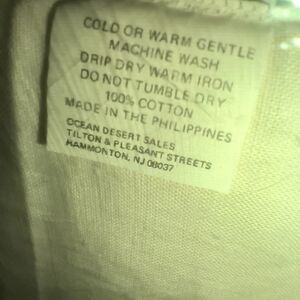 COLD OR WARM GENTLE
MACHINE WASH
DRIP DRY WARM IRON
DO NOT TUMBLE DRY
100% COTTON
MADE IN THE PHILIPPINES
OCEAN DESERT SALES
TILTON & PLEASANT STREETS
HAMMONTON, NJ 08037